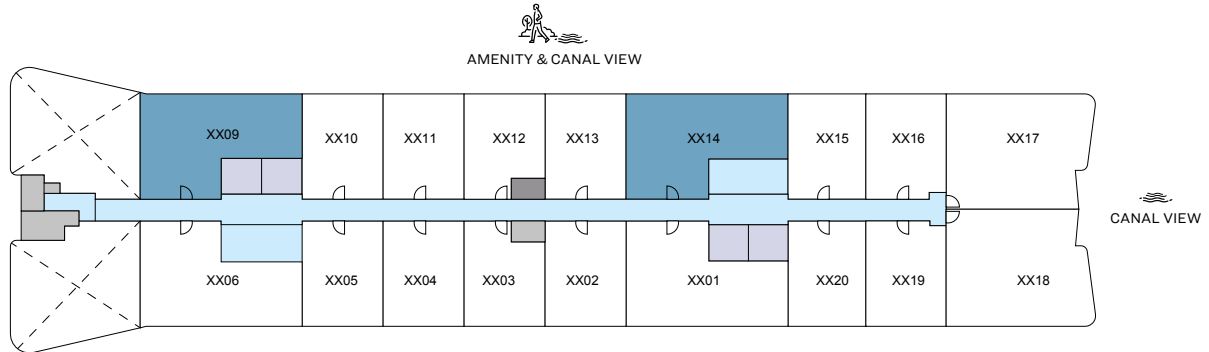 AMENITY & CANAL VIEW
XX09
XX10
XX11
XX12
XX13
XX14
XX15
XX16
XX17
CANAL VIEW
XX06
XX05
XX04
XX03
XX02
XX01
XX20
XX19
XX18